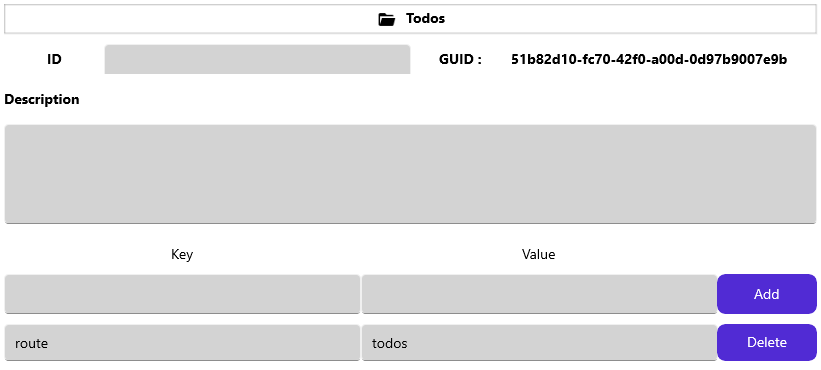 Todos
ID GUID : 51b82d10-fc70-42f0-a00d-0d97b9007e9b
Description
Key Value
Add
route todos Delete